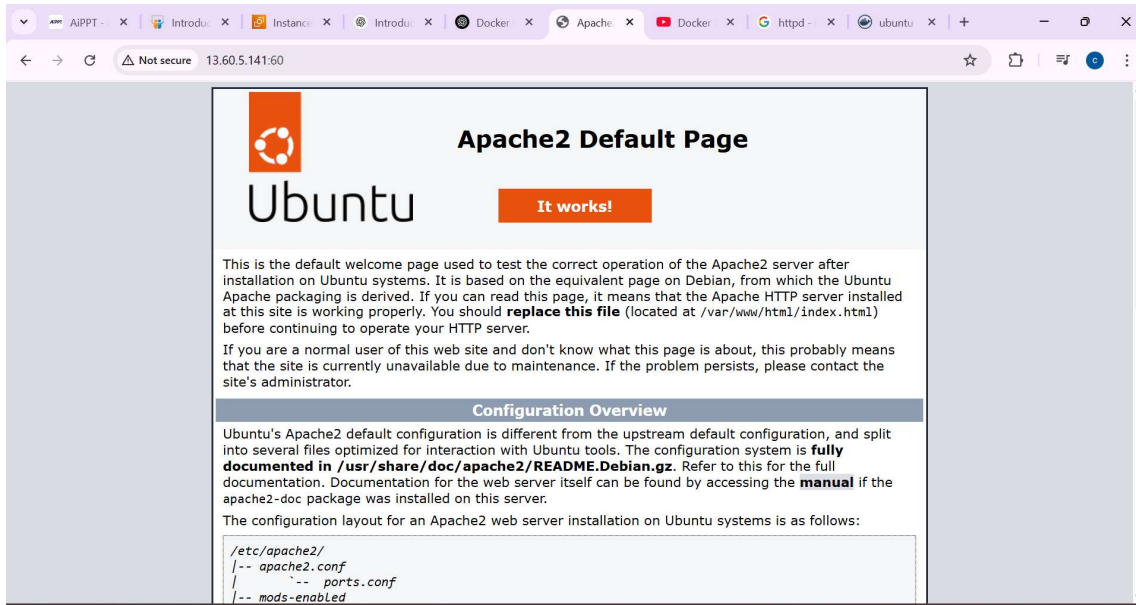 AiPPT - Introduc Instance Introduc Docker Apache Docker httpd - ubuntu
Not secure 13.60.5.141:60
Apache2 Default Page
Ubuntu
It works!
This is the default welcome page used to test the correct operation of the Apache2 server after
installation on Ubuntu systems. It is based on the equivalent page on Debian, from which the Ubuntu
Apache packaging is derived. If you can read this page, it means that the Apache HTTP server installed
at this site is working properly. You should replace this file (located at /var/www/html/index.html)
before continuing to operate your HTTP server.
If you are a normal user of this web site and don't know what this page is about, this probably means
that the site is currently unavailable due to maintenance. If the problem persists, please contact the
site's administrator.
Configuration Overview
Ubuntu's Apache2 default configuration is different from the upstream default configuration, and split
into several files optimized for interaction with Ubuntu tools. The configuration system is fully
documented in /usr/share/doc/apache2/README.Debian.gz. Refer to this for the full
documentation. Documentation for the web server itself can be found by accessing the manual if the
apache2-doc package was installed on this server.
The configuration layout for an Apache2 web server installation on Ubuntu systems is as follows:
/etc/apache2/
|-- apache2.conf
|       `--  ports.conf
|-- mods-enabled